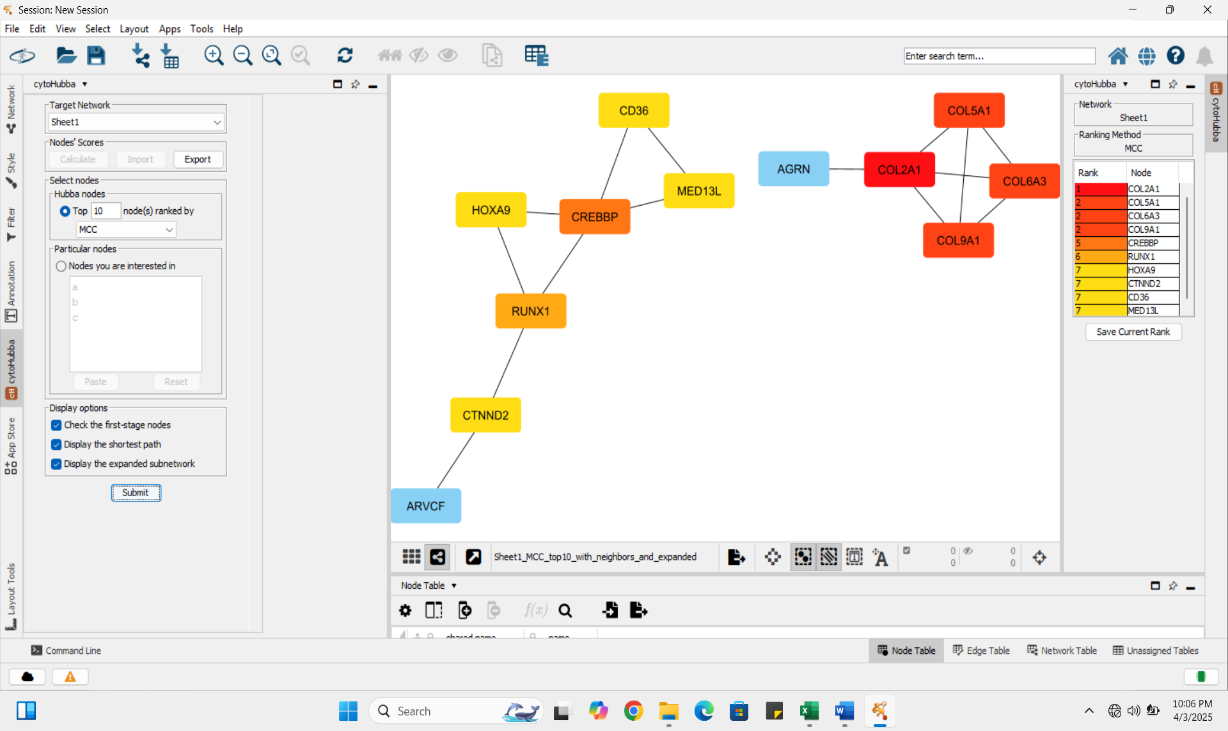 Session: New Session
File Edit View Select Layout Apps Tools Help
Enter search term...
cytoHubba
Target Network
Sheet1
Nodes' Scores
Calculate Import Export
Select nodes
Hubba nodes
Top 10 node(s) ranked by
MCC
Particular nodes
Nodes you are interested in
a
b
c
Paste Reset
Display options
Check the first-stage nodes
Display the shortest path
Display the expanded subnetwork
Submit
Network
Style
Filter
Annotation
cytoHubba
App Store
Layout Tools
CD36
COL5A1
AGRN
COL2A1
COL6A3
MED13L
HOXA9
CREBBP
COL9A1
RUNX1
CTNND2
ARVCF
Sheet1_MCC_top10_with_neighbors_and_expanded
0 0
0 0
Node Table
f(x)
shared name name
cytoHubba
Network
Sheet1
Ranking Method
MCC
Rank Node
1 COL2A1
2 COL5A1
2 COL6A3
2 COL9A1
5 CREBBP
6 RUNX1
7 HOXA9
7 CTNND2
7 CD36
7 MED13L
Save Current Rank
cytoHubba
Command Line
Node Table Edge Table Network Table Unassigned Tables
Search
10:06 PM
4/3/2025